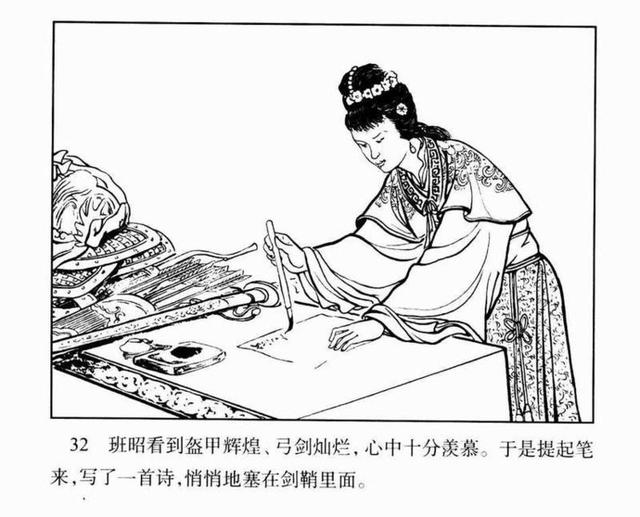 32 班昭看到盔甲辉煌、弓剑灿烂，心中十分羡慕。于是提起笔
来，写了一首诗，悄悄地塞在剑鞘里面。